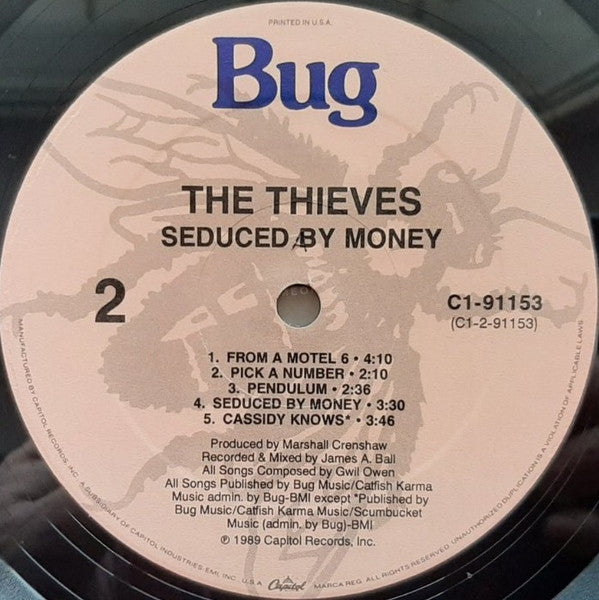 PRINTED IN U.S.A.
Bug
THE THIEVES
SEDUCED BY MONEY
2
C1-91153
(C1-2-91153)
1. FROM A MOTEL 6 • 4:10
2. PICK A NUMBER • 2:10
3. PENDULUM • 2:36
4. SEDUCED BY MONEY • 3:30
5. CASSIDY KNOWS* • 3:46
Produced by Marshall Crenshaw
Recorded & Mixed by James A. Ball
All Songs Composed by Gwil Owen
All Songs Published by Bug Music/Catfish Karma
Music admin. by Bug-BMI except *Published by
Bug Music/Catfish Karma Music/Scumbucket
Music (admin. by Bug)-BMI
℗ 1989 Capitol Records, Inc.
MANUFACTURED BY CAPITOL RECORDS, INC., A SUBSIDIARY OF CAPITOL INDUSTRIES-EMI, INC., U.S.A. Capitol MARCA REG. ALL RIGHTS RESERVED. UNAUTHORIZED DUPLICATION IS A VIOLATION OF APPLICABLE LAWS.